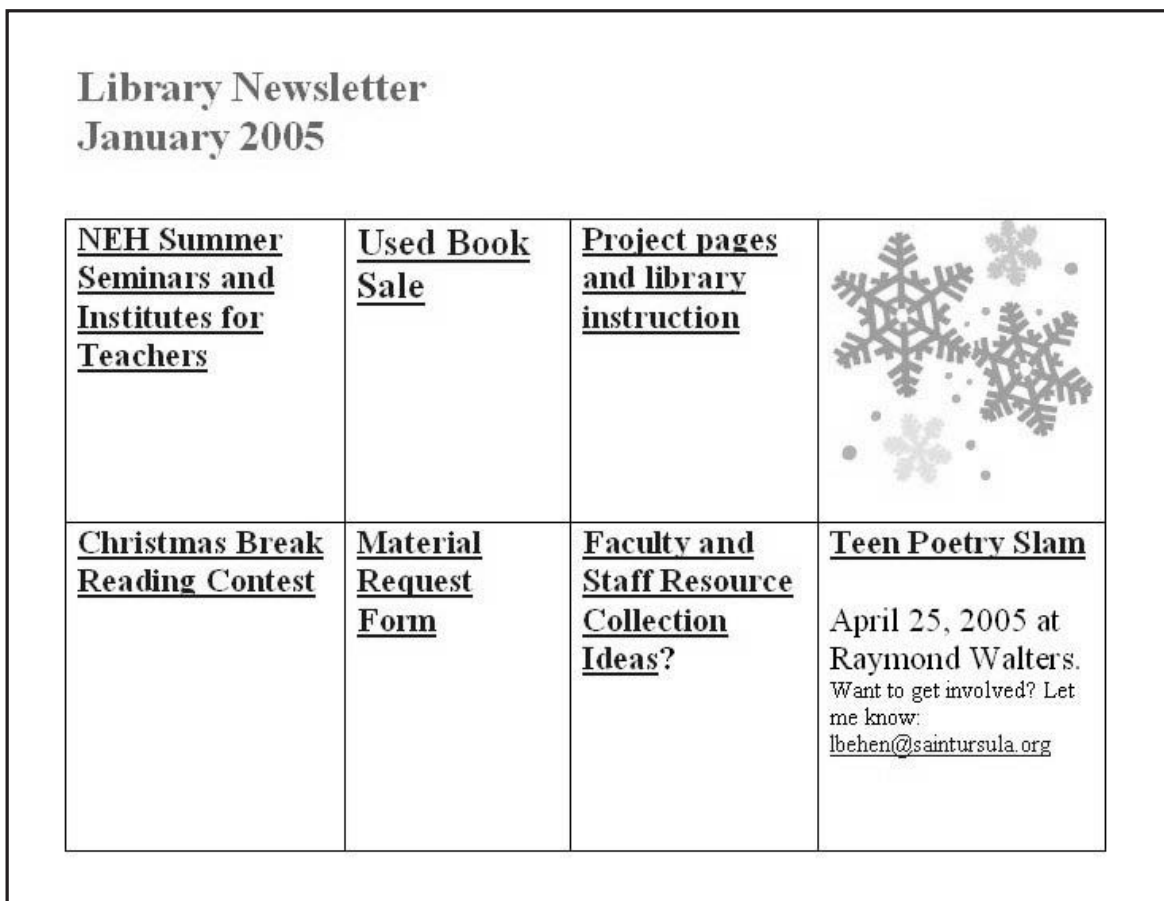 Library Newsletter
January 2005
NEH Summer
Seminars and
Institutes for
Teachers
Used Book
Sale
Project pages
and library
instruction
Christmas Break
Reading Contest
Material
Request
Form
Faculty and
Staff Resource
Collection
Ideas?
Teen Poetry Slam
April 25, 2005 at
Raymond Walters.
Want to get involved? Let
me know:
lbehen@saintursula.org